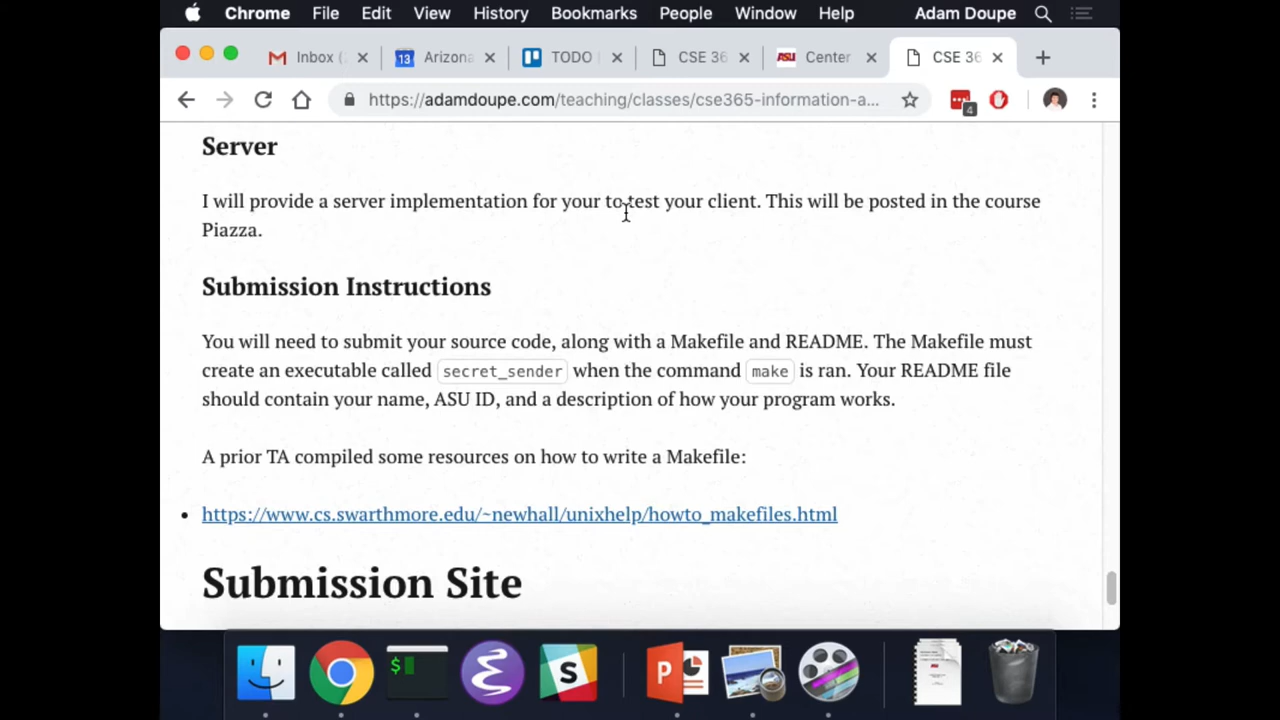 Chrome File Edit View History Bookmarks People Window Help Adam Doupe
Inbox (
13 Arizona
TODO
CSE 36
ASU Center
CSE 36
https://adamdoupe.com/teaching/classes/cse365-information-a...
4
Server
I will provide a server implementation for your to test your client. This will be posted in the course
Piazza.
Submission Instructions
You will need to submit your source code, along with a Makefile and README. The Makefile must
create an executable called secret_sender when the command make is ran. Your README file
should contain your name, ASU ID, and a description of how your program works.
A prior TA compiled some resources on how to write a Makefile:
• https://www.cs.swarthmore.edu/~newhall/unixhelp/howto_makefiles.html
Submission Site
$
S
P